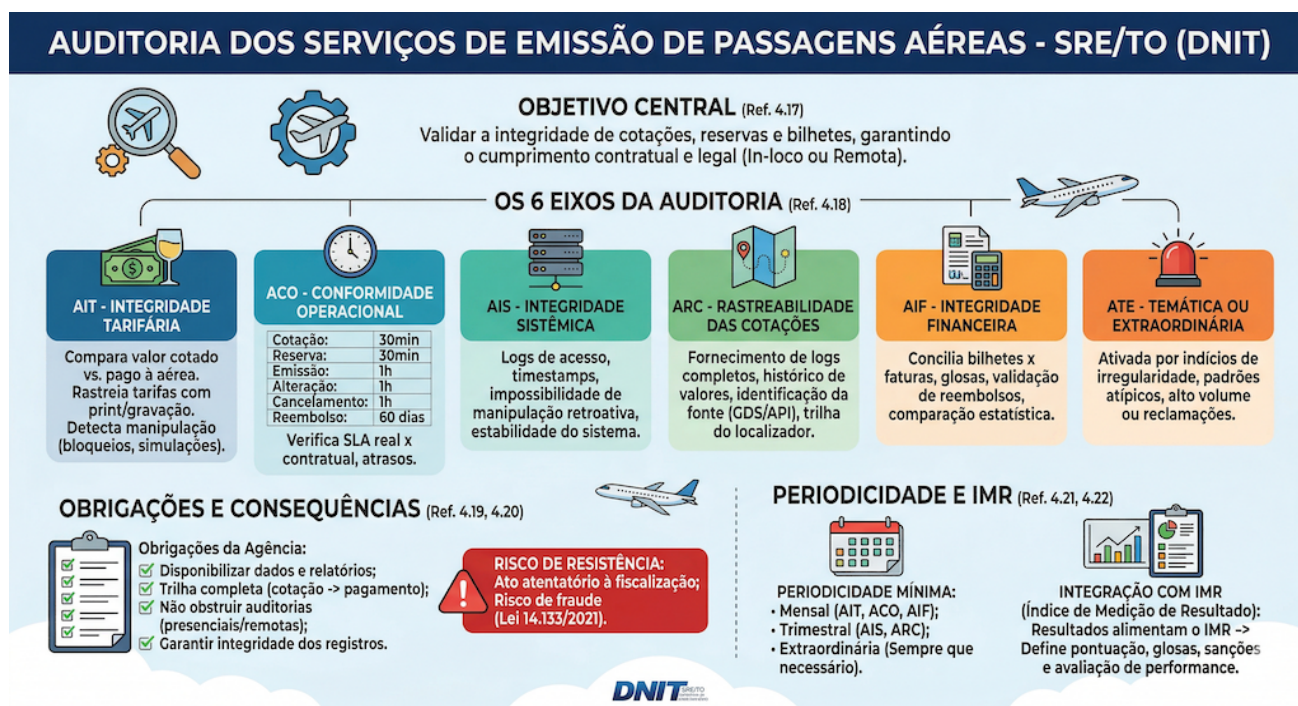 AUDITORIA DOS SERVIÇOS DE EMISSÃO DE PASSAGENS AÉREAS - SRE/TO (DNIT)
OBJETIVO CENTRAL (Ref. 4.17)
Validar a integridade de cotações, reservas e bilhetes, garantindo
o cumprimento contratual e legal (In-loco ou Remota).
OS 6 EIXOS DA AUDITORIA (Ref. 4.18)
AIT - INTEGRIDADE
TARIFÁRIA
Compara valor cotado
vs. pago à aérea.
Rastreia tarifas com
print/gravação.
Detecta manipulação
(bloqueios, simulações).
ACO - CONFORMIDADE
OPERACIONAL
Cotação: 30min
Reserva: 30min
Emissão: 1h
Alteração: 1h
Cancelamento: 1h
Reembolso: 60 dias
Verifica SLA real x
contratual, atrasos.
AIS - INTEGRIDADE
SISTÊMICA
Logs de acesso,
timestamps,
impossibilidade de
manipulação retroativa,
estabilidade do sistema.
ARC - RASTREABILIDADE
DAS COTAÇÕES
Fornecimento de logs
completos, histórico de
valores, identificação da
fonte (GDS/API), trilha
do localizador.
AIF - INTEGRIDADE
FINANCEIRA
Concilia bilhetes x
faturas, glosas, validação
de reembolsos,
comparação estatística.
ATE - TEMÁTICA OU
EXTRAORDINÁRIA
Ativada por indícios de
irregularidade, padrões
atípicos, alto volume
ou reclamações.
OBRIGAÇÕES E CONSEQUÊNCIAS (Ref. 4.19, 4.20)
Obrigações da Agência:
Disponibilizar dados e relatórios;
Trilha completa (cotação -> pagamento);
Não obstruir auditorias
(presenciais/remotas);
Garantir integridade dos registros.
RISCO DE RESISTÊNCIA:
Ato atentatório à fiscalização;
Risco de fraude
(Lei 14.133/2021).
PERIODICIDADE E IMR (Ref. 4.21, 4.22)
PERIODICIDADE MÍNIMA:
• Mensal (AIT, ACO, AIF);
• Trimestral (AIS, ARC);
• Extraordinária (Sempre que
necessário).
INTEGRAÇÃO COM IMR
(Índice de Medição de Resultado):
Resultados alimentam o IMR ->
Define pontuação, glosas, sanções
e avaliação de performance.
DNIT SRE/TO